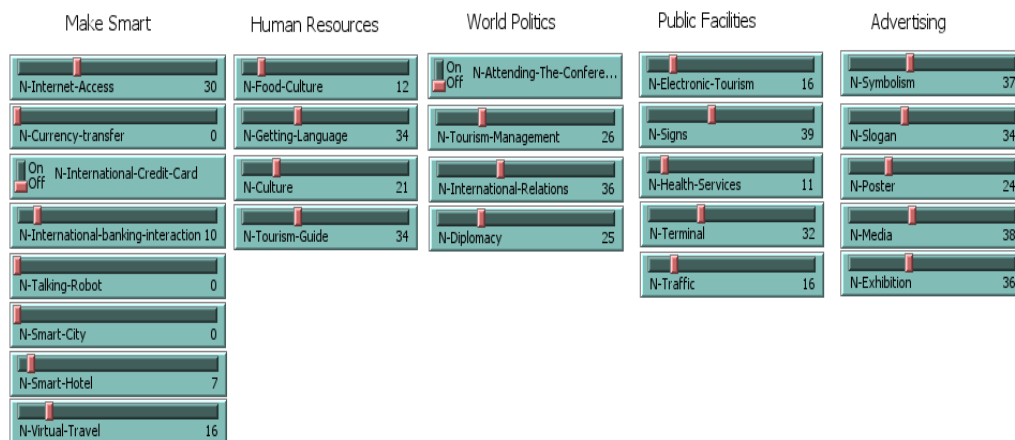 Make Smart
N-Internet-Access 30
N-Currency-transfer 0
On
Off
N-International-Credit-Card
N-International-banking-interaction 10
N-Talking-Robot 0
N-Smart-City 0
N-Smart-Hotel 7
N-Virtual-Travel 16
Human Resources
N-Food-Culture 12
N-Getting-Language 34
N-Culture 21
N-Tourism-Guide 34
World Politics
On
Off
N-Attending-The-Confere...
N-Tourism-Management 26
N-International-Relations 36
N-Diplomacy 25
Public Facilities
N-Electronic-Tourism 16
N-Signs 39
N-Health-Services 11
N-Terminal 32
N-Traffic 16
Advertising
N-Symbolism 37
N-Slogan 34
N-Poster 24
N-Media 38
N-Exhibition 36